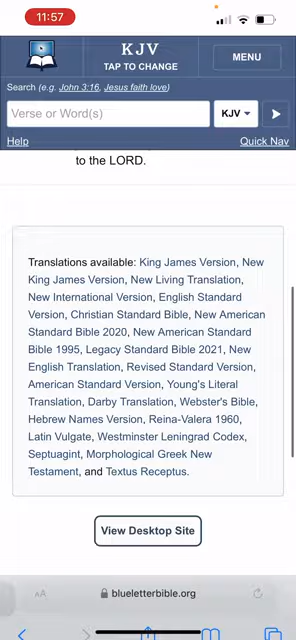 11:57
KJV
TAP TO CHANGE
MENU
Search (e.g. John 3:16, Jesus faith love)
Verse or Word(s)
KJV
Help
Quick Nav
to the LORD.
Translations available: King James Version, New
King James Version, New Living Translation,
New International Version, English Standard
Version, Christian Standard Bible, New American
Standard Bible 2020, New American Standard
Bible 1995, Legacy Standard Bible 2021, New
English Translation, Revised Standard Version,
American Standard Version, Young's Literal
Translation, Darby Translation, Webster's Bible,
Hebrew Names Version, Reina-Valera 1960,
Latin Vulgate, Westminster Leningrad Codex,
Septuagint, Morphological Greek New
Testament, and Textus Receptus.
View Desktop Site
AA
blueletterbible.org